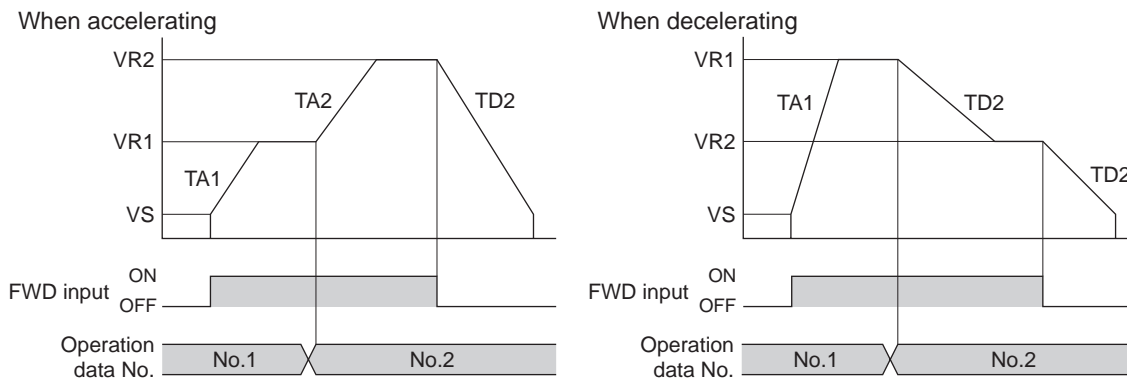 When accelerating
VR2
TA2
TD2
VR1
TA1
VS
FWD input
ON
OFF
Operation
data No.
No.1
No.2
When decelerating
VR1
TA1
TD2
VR2
TD2
VS
FWD input
ON
OFF
Operation
data No.
No.1
No.2